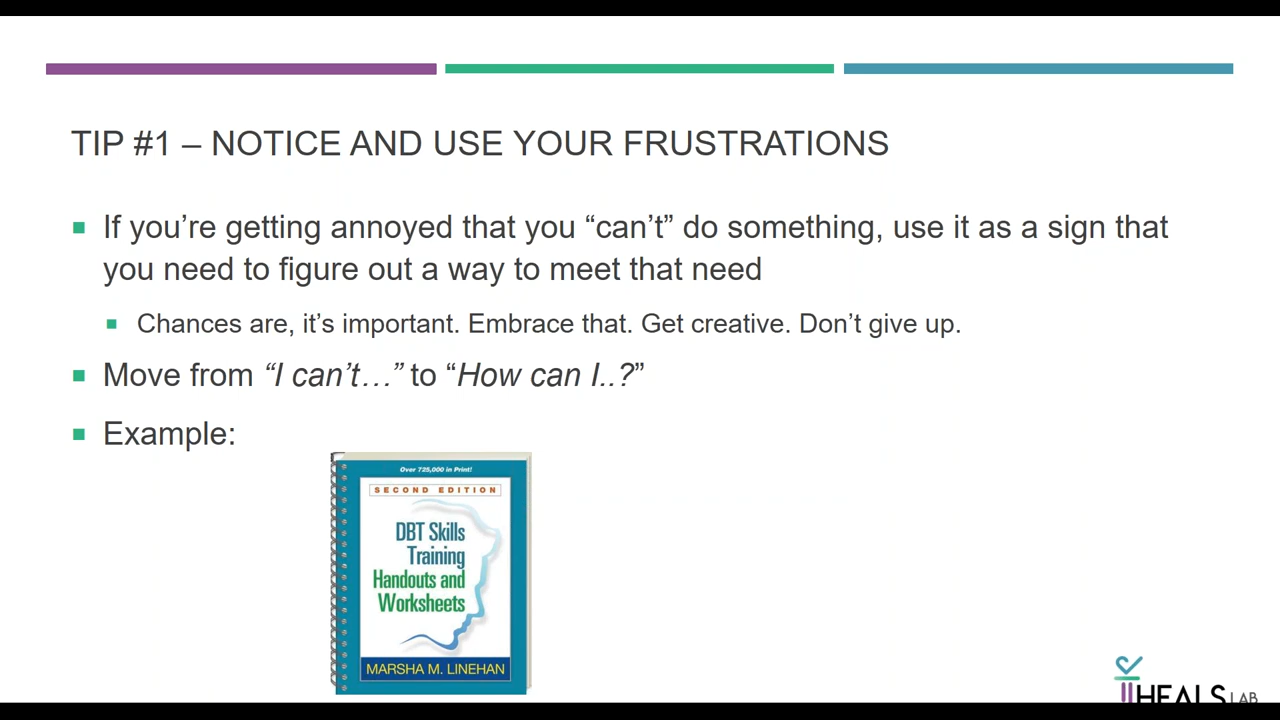 TIP #1 – NOTICE AND USE YOUR FRUSTRATIONS
If you’re getting annoyed that you “can’t” do something, use it as a sign that
you need to figure out a way to meet that need
Chances are, it’s important. Embrace that. Get creative. Don’t give up.
Move from “I can’t…” to “How can I..?”
Example:
Over 725,000 in Print!
SECOND EDITION
DBT Skills
Training
Handouts and
Worksheets
MARSHA M. LINEHAN
HEALS LAB